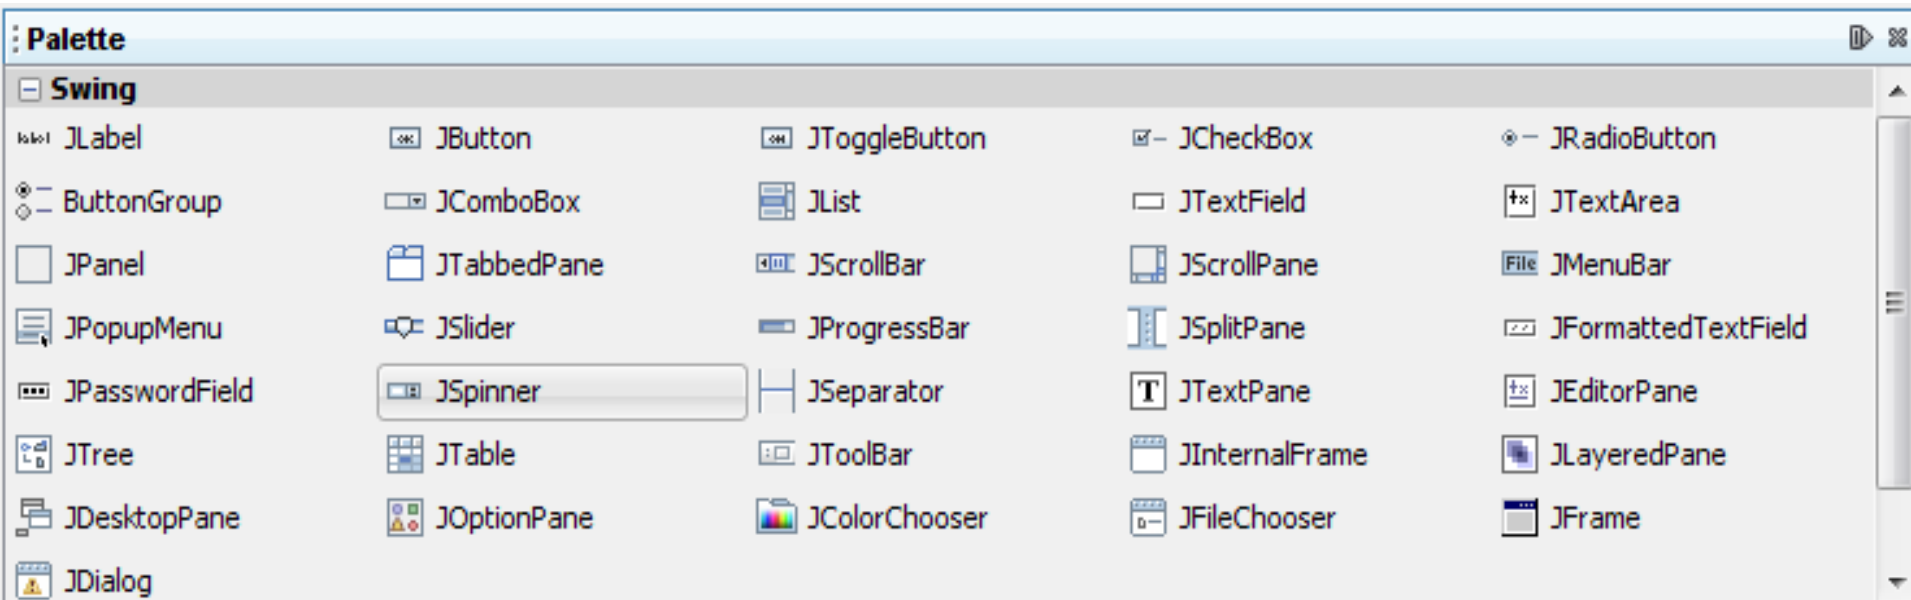 Palette
Swing
JLabel JButton JToggleButton JCheckBox JRadioButton
ButtonGroup JComboBox JList JTextField JTextArea
JPanel JTabbedPane JScrollBar JScrollPane File JMenuBar
JPopupMenu JSlider JProgressBar JSplitPane JFormattedTextField
JPasswordField JSpinner JSeparator T JTextPane JEditorPane
JTree JTable JToolBar JInternalFrame JLayeredPane
JDesktopPane JOptionPane JColorChooser JFileChooser JFrame
JDialog